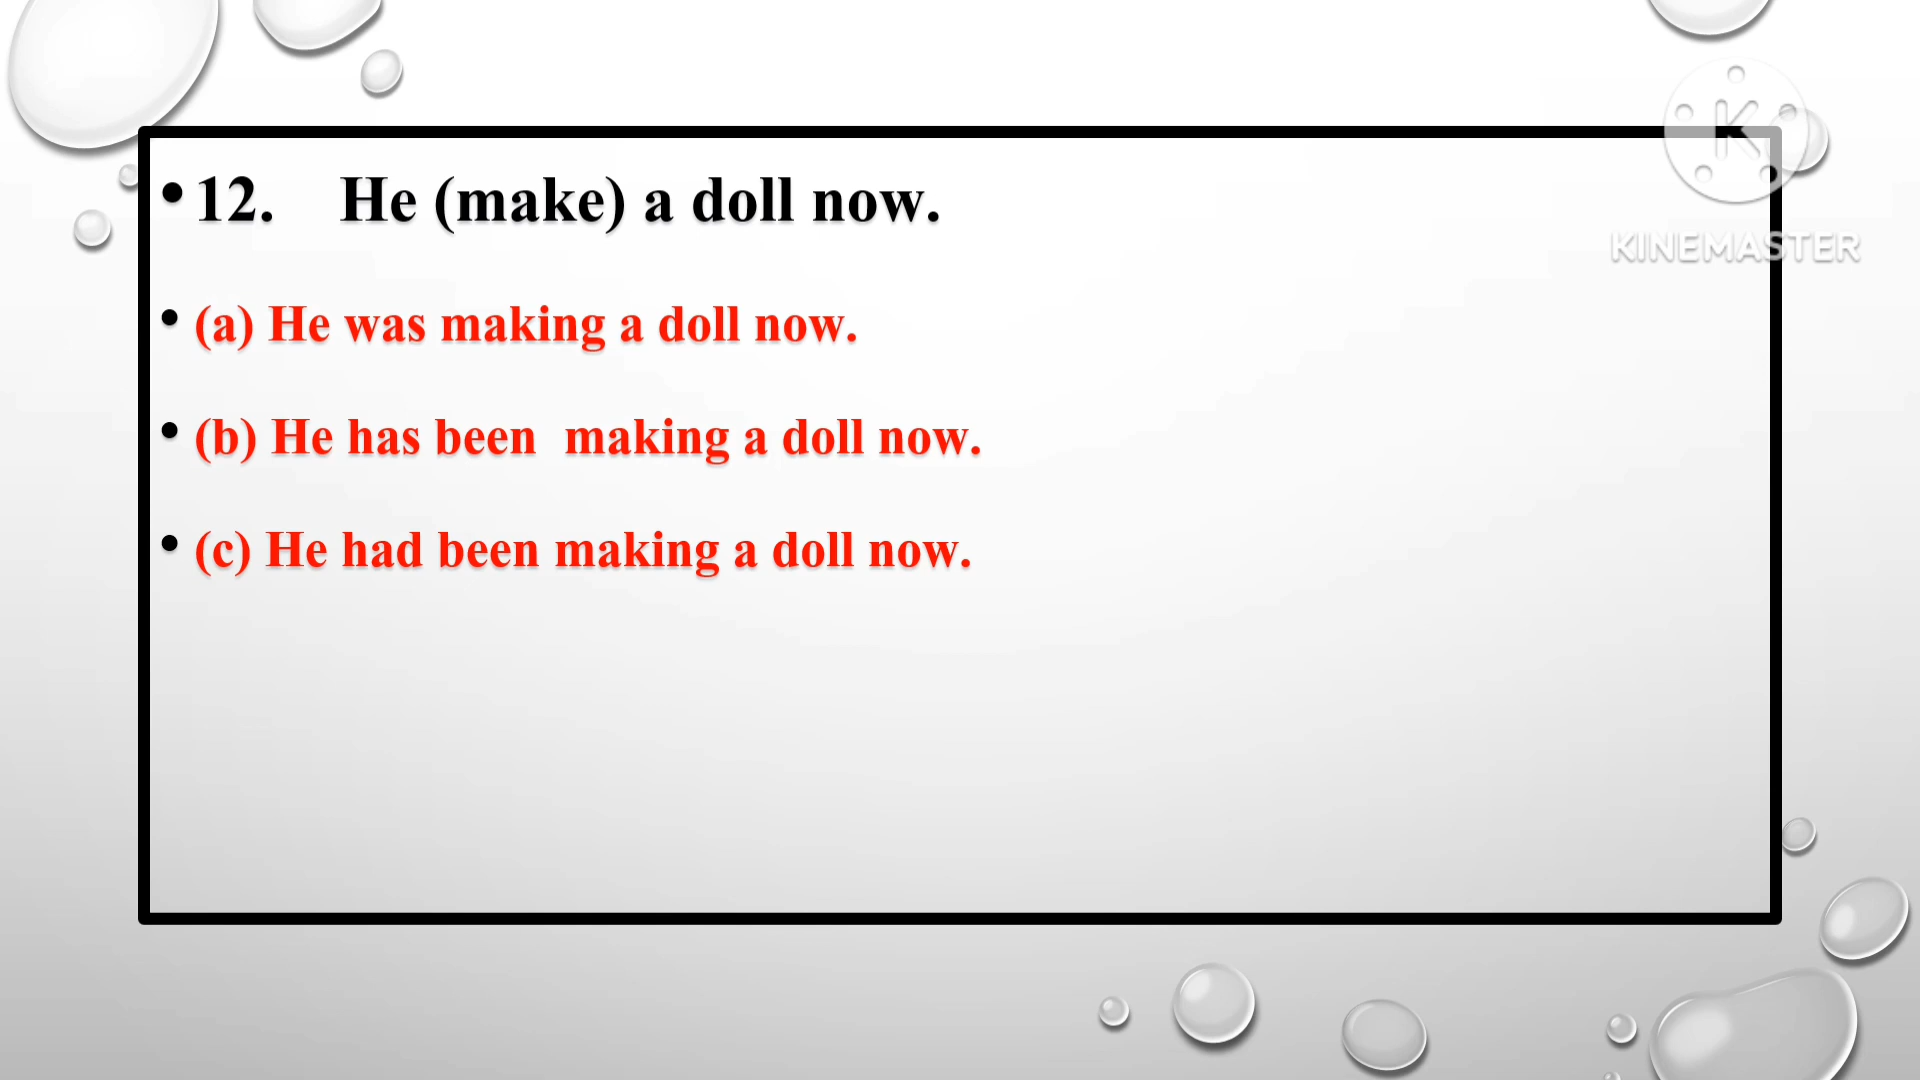 • 12. He (make) a doll now.
• (a) He was making a doll now.
• (b) He has been making a doll now.
• (c) He had been making a doll now.
K
KINEMASTER